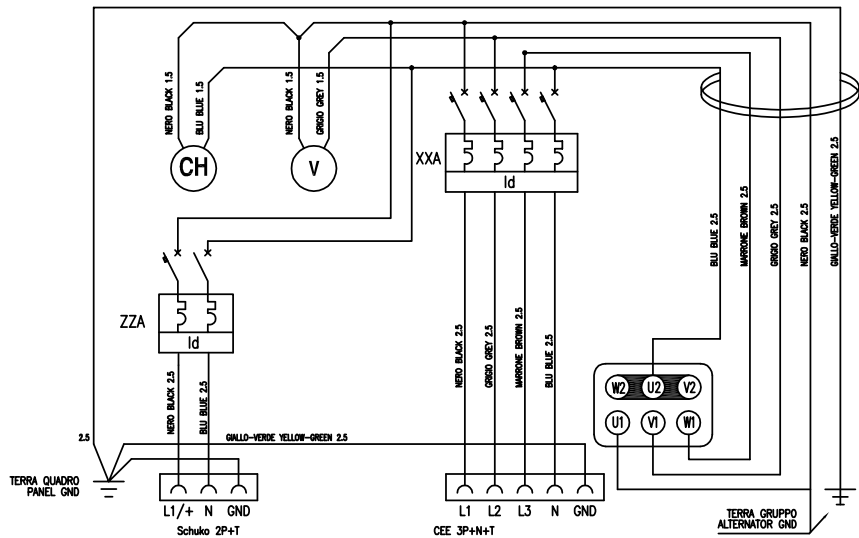 NERO BLACK 1.5
BLU BLUE 1.5
NERO BLACK 1.5
GRIGIO GREY 1.5
CH
V
XXA
Id
BLU BLUE 2.5
MARRONE BROWN 2.5
GRIGIO GREY 2.5
NERO BLACK 2.5
GIALLO-VERDE YELLOW-GREEN 2.5
ZZA
Id
NERO BLACK 2.5
BLU BLUE 2.5
NERO BLACK 2.5
GRIGIO GREY 2.5
MARRONE BROWN 2.5
BLU BLUE 2.5
W2 U2 V2
U1 V1 W1
2.5
GIALLO-VERDE YELLOW-GREEN 2.5
TERRA QUADRO
PANEL GND
L1/+ N GND
Schuko 2P+T
L1 L2 L3 N GND
CEE 3P+N+T
TERRA GRUPPO
ALTERNATOR GND